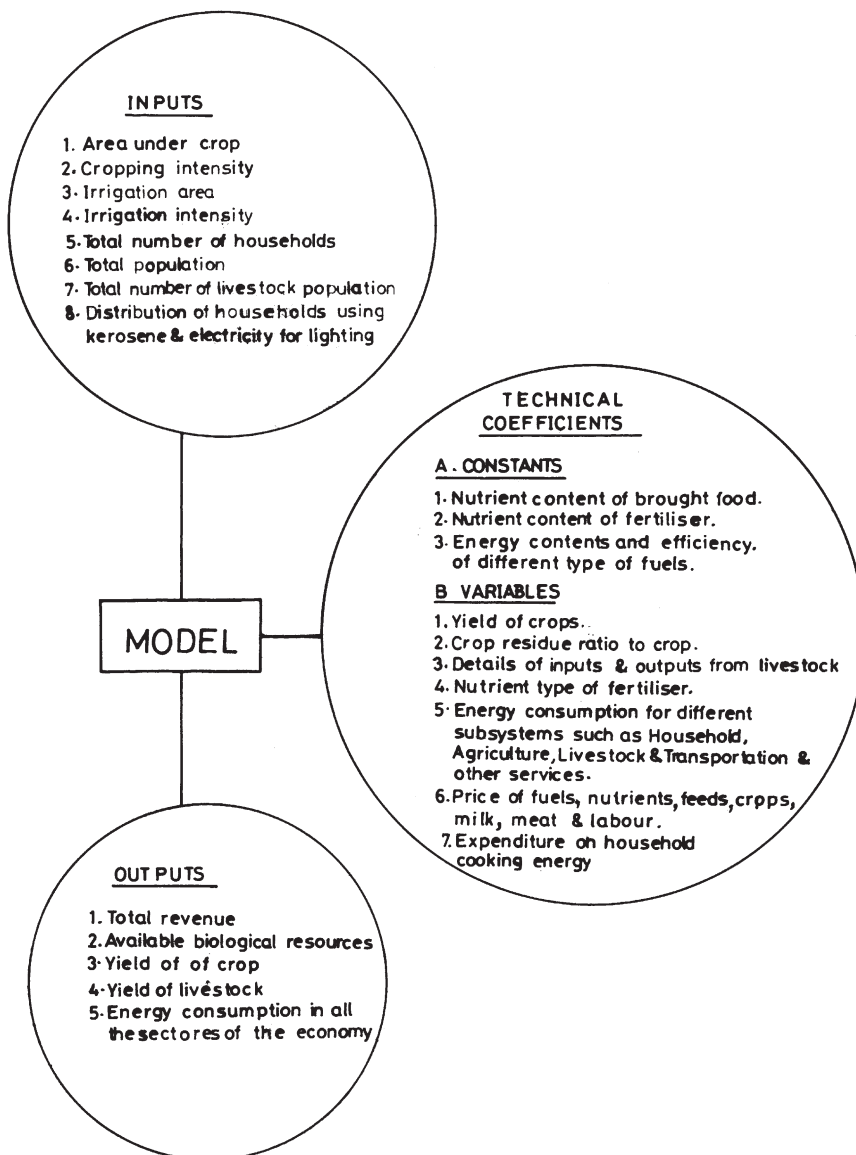 INPUTS
1. Area under crop
2. Cropping intensity
3. Irrigation area
4. Irrigation intensity
5. Total number of households
6. Total population
7. Total number of livestock population
8. Distribution of households using
kerosene & electricity for lighting
TECHNICAL
COEFFICIENTS
A. CONSTANTS
1. Nutrient content of brought food.
2. Nutrient content of fertiliser.
3. Energy contents and efficiency.
of different type of fuels.
B VARIABLES
1. Yield of crops..
2. Crop residue ratio to crop.
3. Details of inputs & outputs from livestock
4. Nutrient type of fertiliser.
5. Energy consumption for different
subsystems such as Household,
Agriculture, Livestock & Transportation &
other services.
6. Price of fuels, nutrients, feeds, crops,
milk, meat & labour.
7. Expenditure on household
cooking energy
MODEL
OUTPUTS
1. Total revenue
2. Available biological resources
3. Yield of of crop
4. Yield of livéstock
5. Energy consumption in all
the sectores of the economy